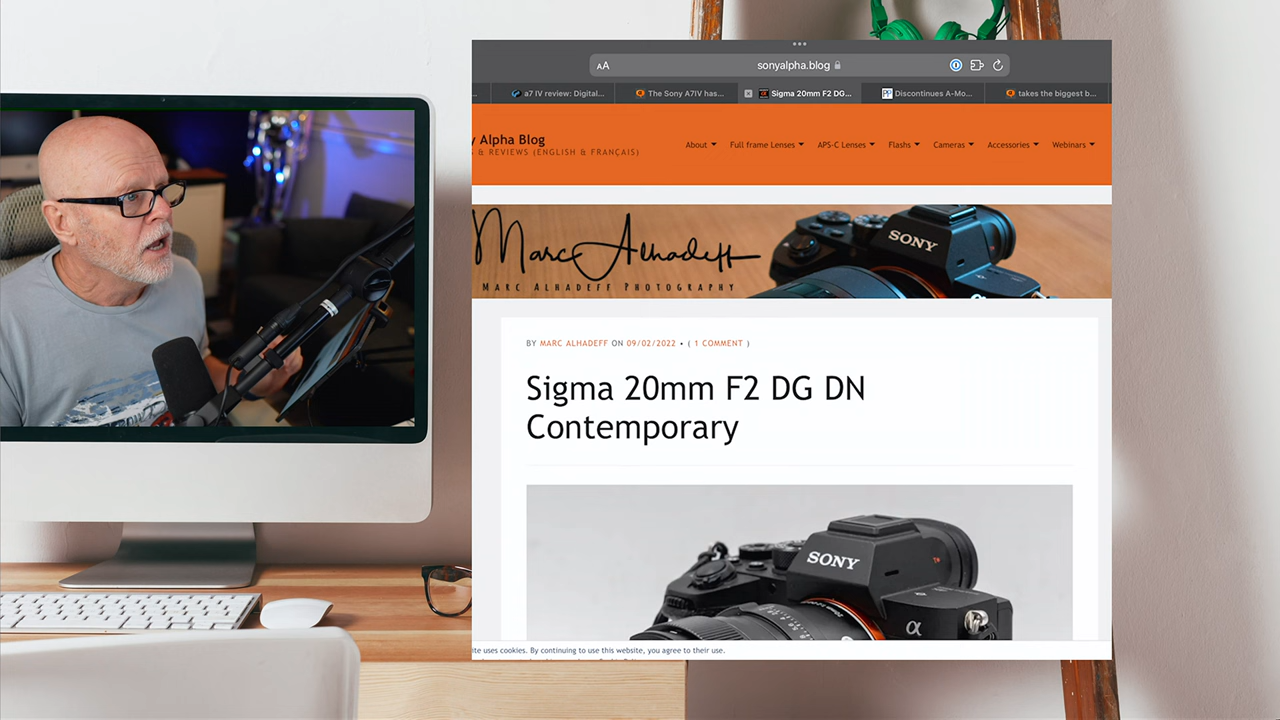 AA
sonyalpha.blog
a7 IV review: Digital...
The Sony A7IV has...
Sigma 20mm F2 DG...
Discontinues A-Mo...
takes the biggest b...
y Alpha Blog
& REVIEWS (ENGLISH & FRANÇAIS)
About
Full frame Lenses
APS-C Lenses
Flashs
Cameras
Accessories
Webinars
Marc Alhadeff
MARC ALHADEFF PHOTOGRAPHY
SONY
BY MARC ALHADEFF ON 09/02/2022 • ( 1 COMMENT )
Sigma 20mm F2 DG DN
Contemporary
SONY
α
ite uses cookies. By continuing to use this website, you agree to their use.